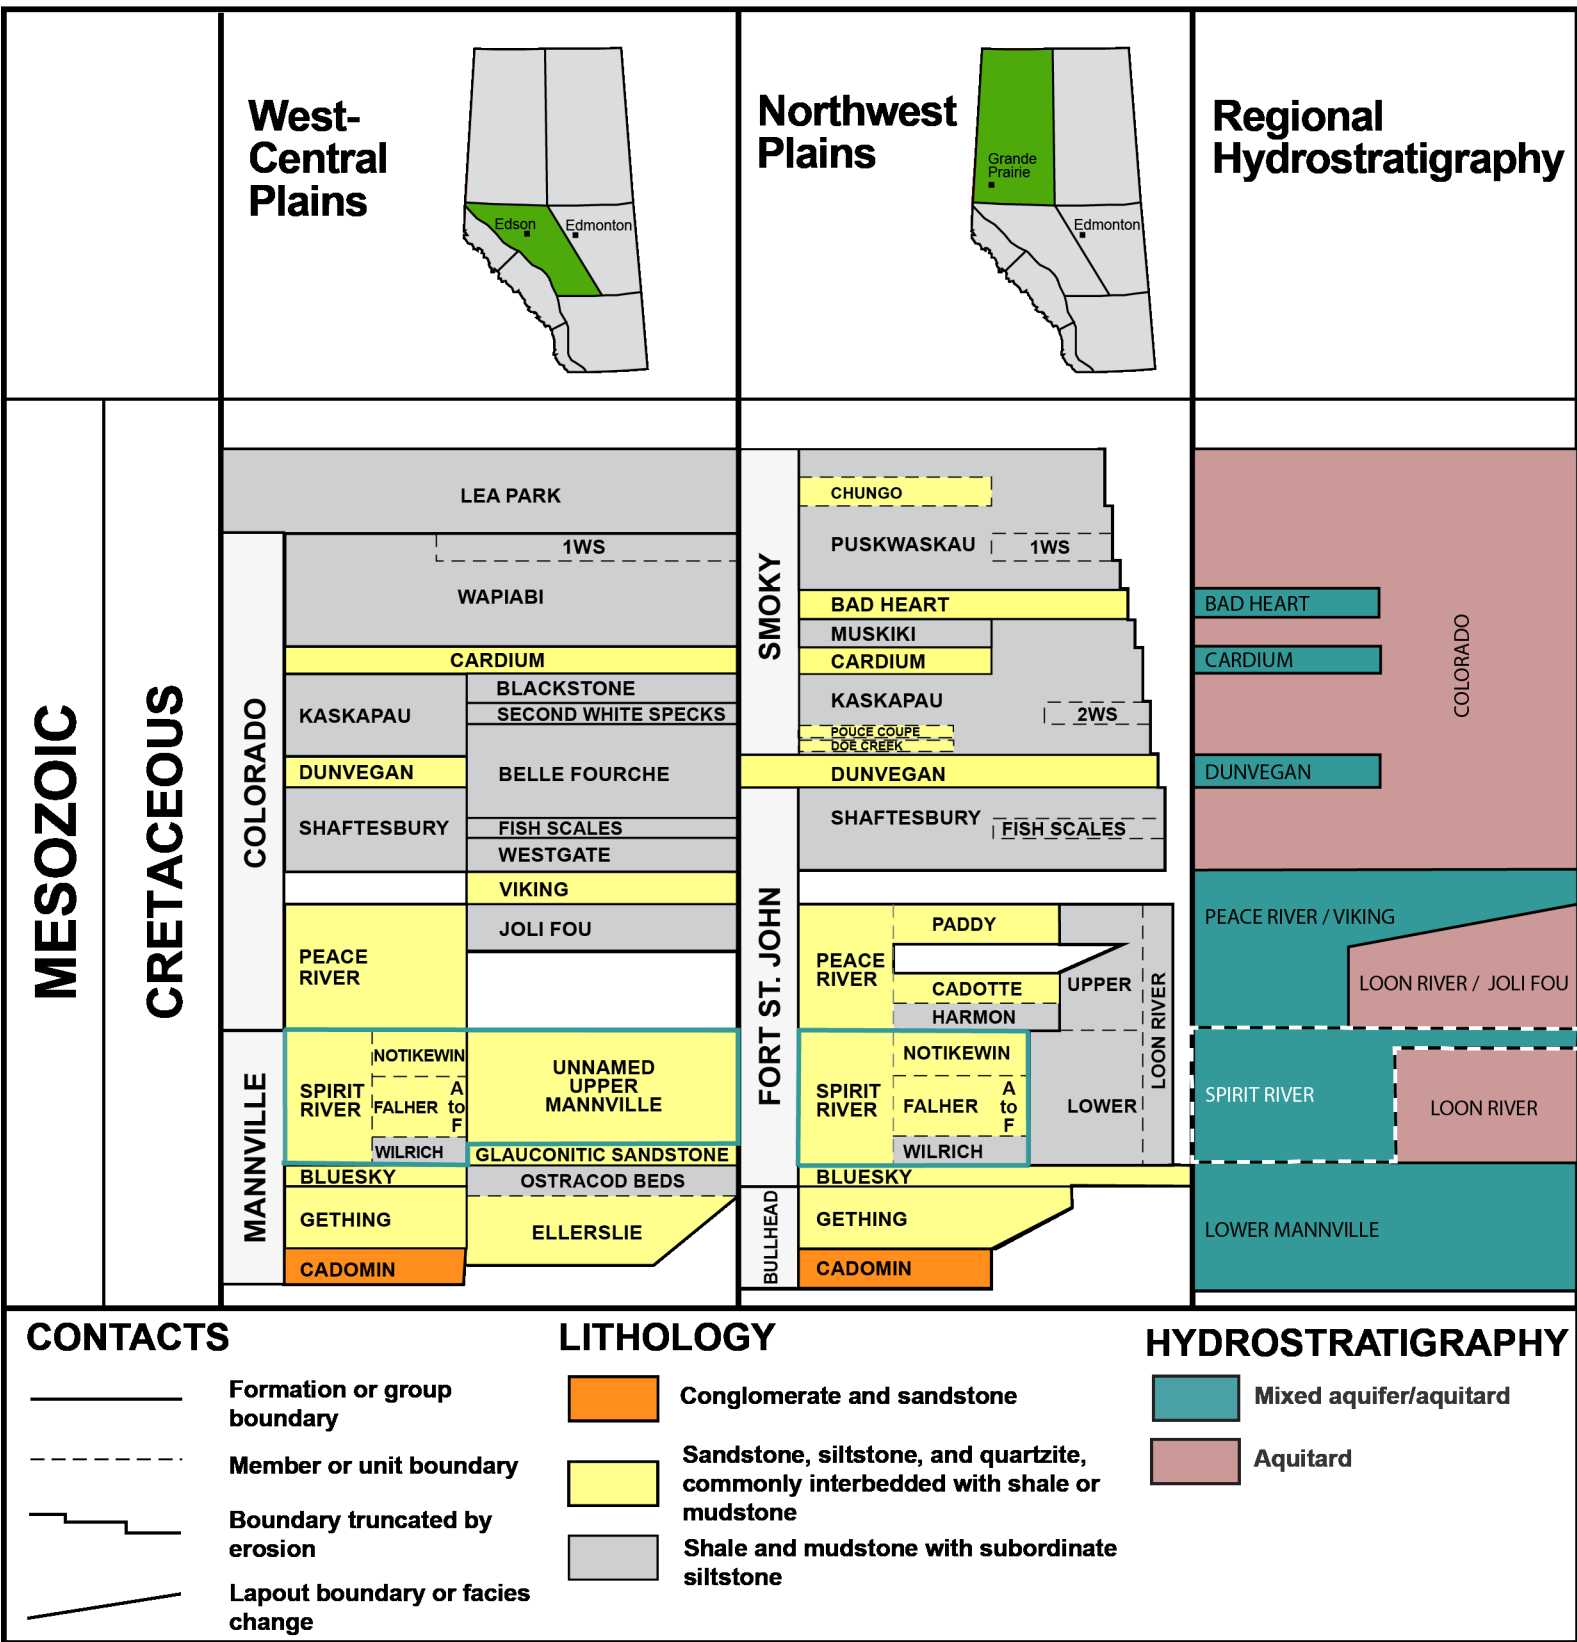 West-
Central
Plains
Edson
Edmonton
Northwest
Plains
Grande
Prairie
Edmonton
Regional
Hydrostratigraphy
MESOZOIC
CRETACEOUS
COLORADO
MANNVILLE
LEA PARK
1WS
WAPIABI
CARDIUM
KASKAPAU
BLACKSTONE
SECOND WHITE SPECKS
DUNVEGAN
BELLE FOURCHE
SHAFTESBURY
FISH SCALES
WESTGATE
VIKING
JOLI FOU
PEACE
RIVER
SPIRIT
RIVER
NOTIKEWIN
FALHER
A
to
F
WILRICH
UNNAMED
UPPER
MANNVILLE
GLAUCONITIC SANDSTONE
BLUESKY
OSTRACOD BEDS
GETHING
ELLERSLIE
CADOMIN
SMOKY
FORT ST. JOHN
BULLHEAD
CHUNGO
PUSKWASKAU
1WS
BAD HEART
MUSKIKI
CARDIUM
KASKAPAU
2WS
POUCE COUPE
DOE CREEK
DUNVEGAN
SHAFTESBURY
FISH SCALES
PEACE
RIVER
PADDY
CADOTTE
HARMON
UPPER
LOON RIVER
SPIRIT
RIVER
NOTIKEWIN
FALHER
A
to
F
WILRICH
LOWER
BLUESKY
GETHING
CADOMIN
BAD HEART
CARDIUM
COLORADO
DUNVEGAN
PEACE RIVER / VIKING
LOON RIVER / JOLI FOU
SPIRIT RIVER
LOON RIVER
LOWER MANNVILLE
CONTACTS
Formation or group
boundary
Member or unit boundary
Boundary truncated by
erosion
Lapout boundary or facies
change
LITHOLOGY
Conglomerate and sandstone
Sandstone, siltstone, and quartzite,
commonly interbedded with shale or
mudstone
Shale and mudstone with subordinate
siltstone
HYDROSTRATIGRAPHY
Mixed aquifer/aquitard
Aquitard